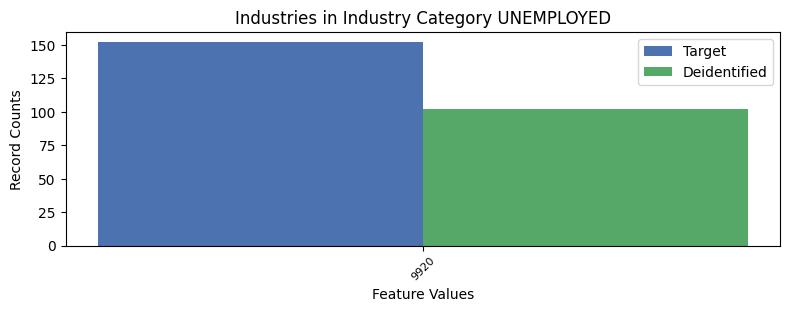 Industries in Industry Category UNEMPLOYED
Target
Deidentified
Record Counts
150
125
100
75
50
25
0
9920
Feature Values